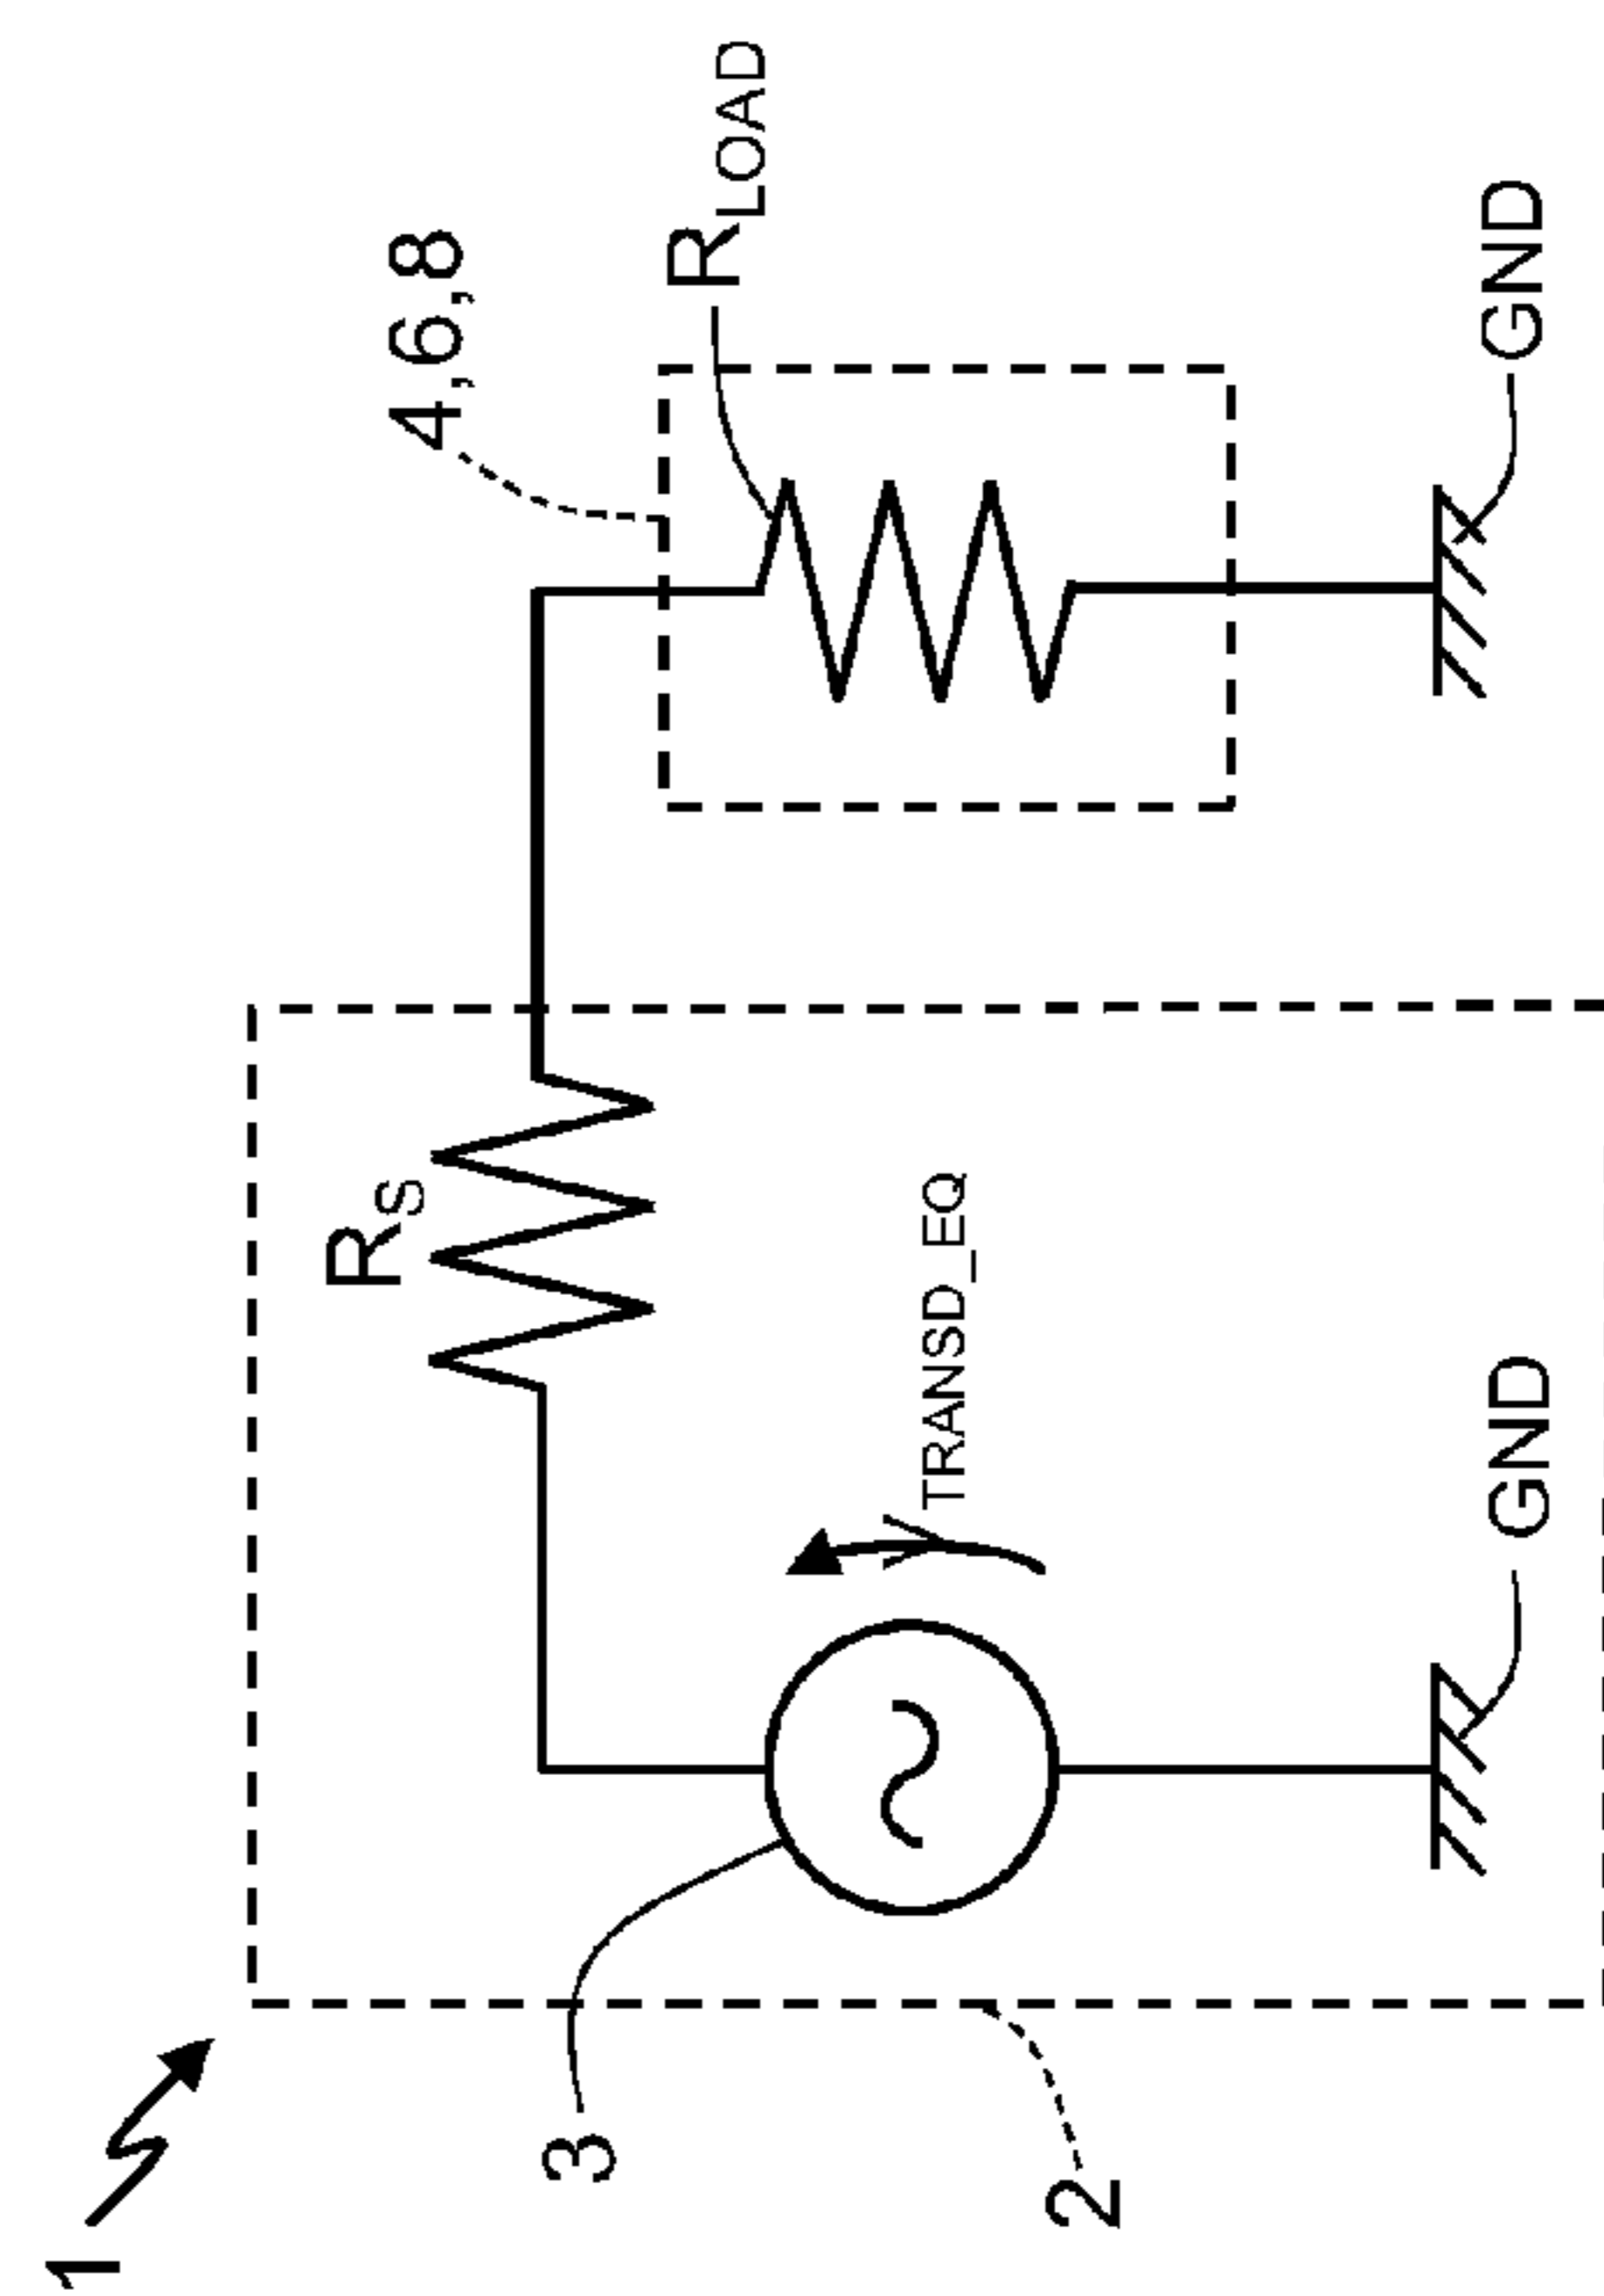 1
3
2
R_S
V_TRANSD_EQ
GND
4,6,8
R_LOAD
GND